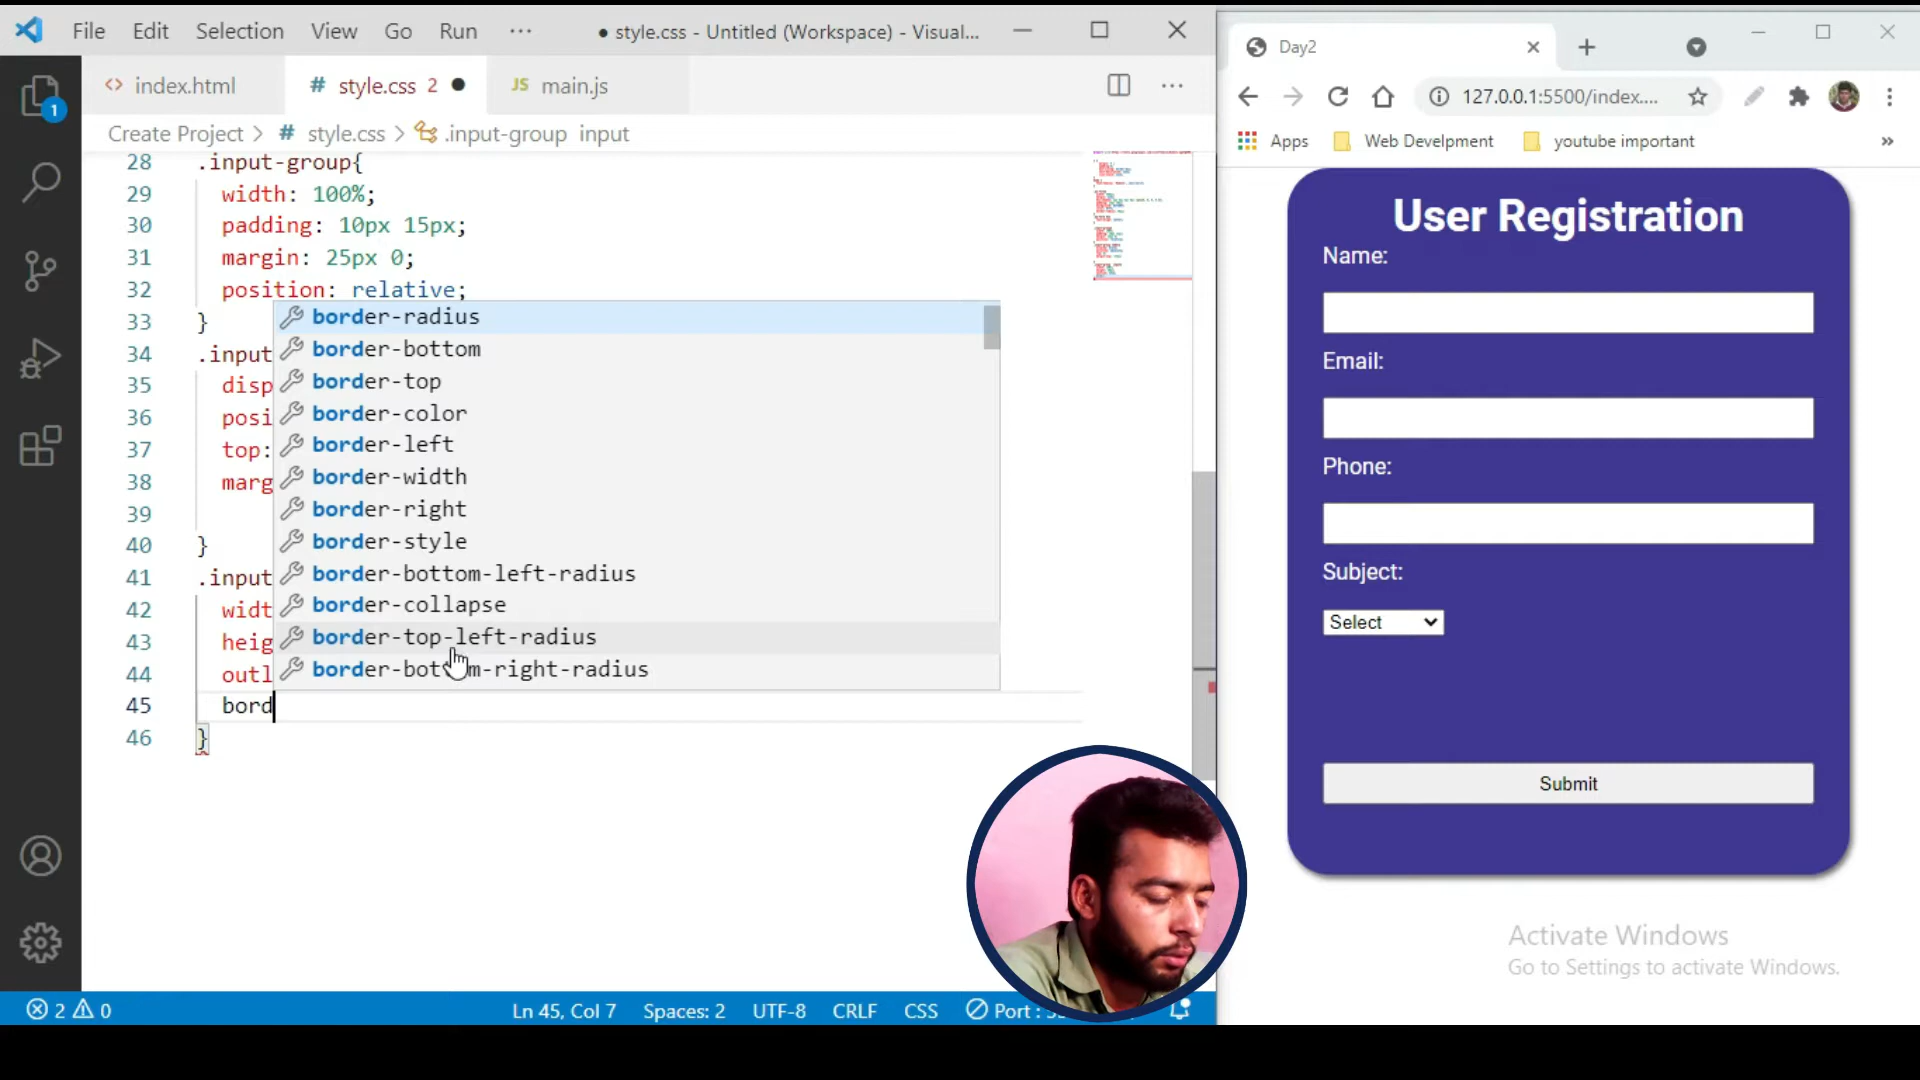 File Edit Selection View Go Run ··· ● style.css - Untitled (Workspace) - Visual...
<> index.html # style.css 2 ● JS main.js ···
Create Project > # style.css > .input-group input
28 .input-group{
29 width: 100%;
30 padding: 10px 15px;
31 margin: 25px 0;
32 position: relative;
33 }
34 .input
35 disp
36 posi
37 top:
38 marg
39
40 }
41 .input
42 widt
43 heig
44 outl
45 bord
46 }
border-radius
border-bottom
border-top
border-color
border-left
border-width
border-right
border-style
border-bottom-left-radius
border-collapse
border-top-left-radius
border-bottom-right-radius
1
2 0 Ln 45, Col 7 Spaces: 2 UTF-8 CRLF CSS Port :
Day2
127.0.0.1:5500/index....
Apps Web Develpment youtube important »
User Registration
Name:
Email:
Phone:
Subject:
Select
Submit
Activate Windows
Go to Settings to activate Windows.